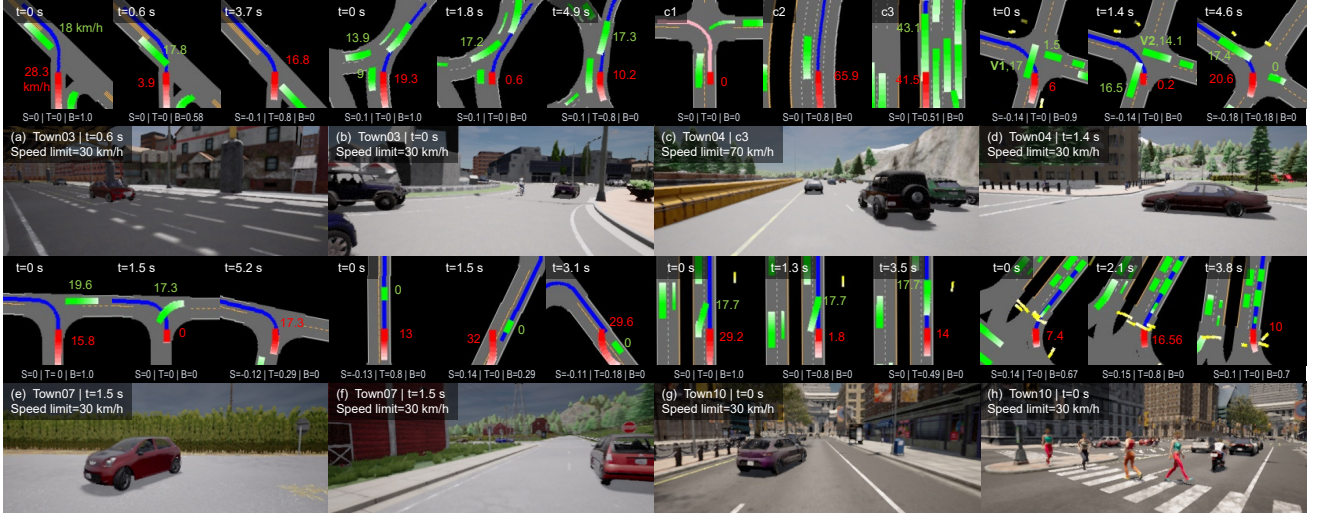 t=0 s
t=0.6 s
t=3.7 s
t=0 s
t=1.8 s
t=4.9 s
c1
c2
c3
t=0 s
t=1.4 s
t=4.6 s
18 km/h
28.3
km/h
17.8
3.9
16.8
13.9
9
19.3
17.2
0.6
17.3
10.2
0
65.9
43.1
41.5
V1,17
1.5
6
V2,14.1
16.5
0.2
17.4
20.6
0
S=0 | T=0 | B=1.0
S=0 | T=0 | B=0.58
S=-0.1 | T=0.8 | B=0
S=0.1 | T=0 | B=1.0
S=0.1 | T=0 | B=0
S=0.1 | T=0.8 | B=0
S=0 | T=0 | B=0
S=0 | T=0.8 | B=0
S=0 | T=0.51 | B=0
S=-0.14 | T=0 | B=0.9
S=-0.14 | T=0 | B=0
S=-0.18 | T=0.18 | B=0
(a) Town03 | t=0.6 s
Speed limit=30 km/h
(b) Town03 | t=0 s
Speed limit=30 km/h
(c) Town04 | c3
Speed limit=70 km/h
(d) Town04 | t=1.4 s
Speed limit=30 km/h
t=0 s
t=1.5 s
t=5.2 s
t=0 s
t=1.5 s
t=3.1 s
t=0 s
t=1.3 s
t=3.5 s
t=0 s
t=2.1 s
t=3.8 s
19.6
15.8
17.3
0
17.3
0
13
32
0
29.6
0
17.7
29.2
17.7
1.8
17.7
14
7.4
16.56
10
S=0 | T= 0 | B=1.0
S=0 | T=0 | B=0
S=-0.12 | T=0.29 | B=0
S=-0.13 | T=0.8 | B=0
S=0.14 | T=0 | B=0.29
S=-0.11 | T=0.18 | B=0
S=0 | T=0 | B=1.0
S=0 | T=0.8 | B=0
S=0 | T=0.49 | B=0
S=0.14 | T=0 | B=0.67
S=0.15 | T=0.8 | B=0
S=0.1 | T=0 | B=0.7
(e) Town07 | t=1.5 s
Speed limit=30 km/h
(f) Town07 | t=1.5 s
Speed limit=30 km/h
(g) Town10 | t=0 s
Speed limit=30 km/h
(h) Town10 | t=0 s
Speed limit=30 km/h